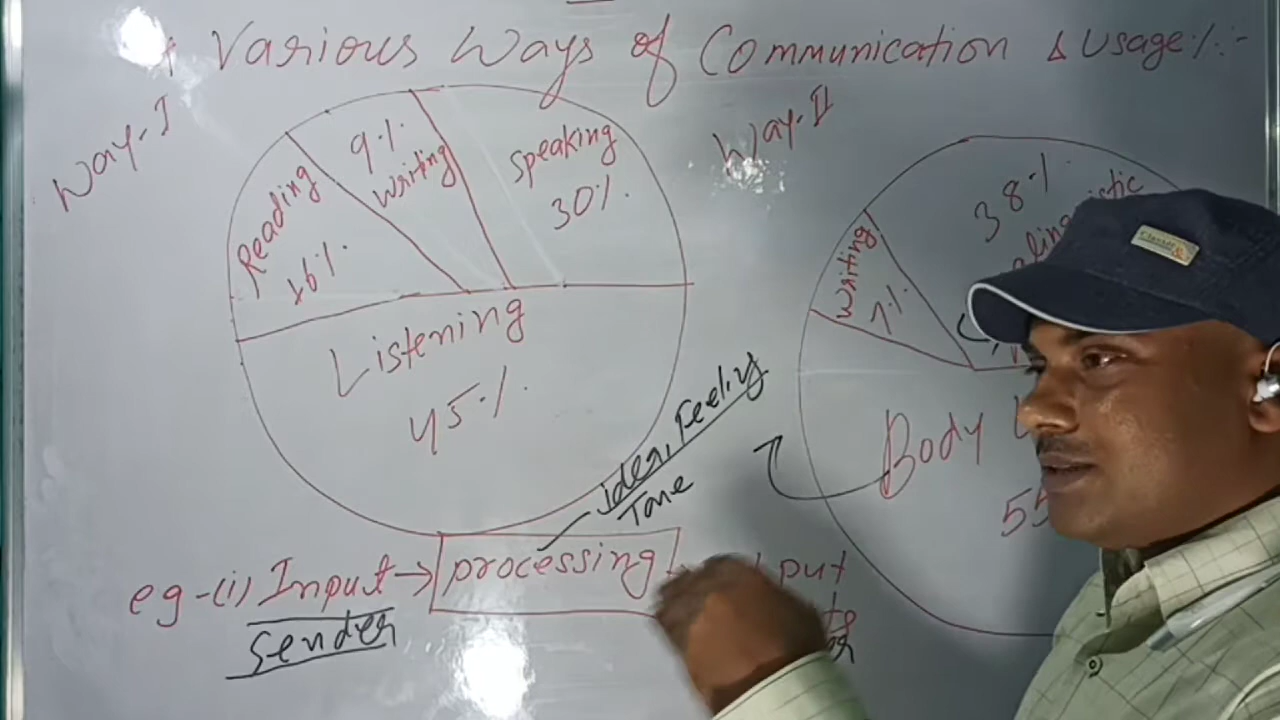 Various Ways of Communication & Usage %:-
Way-I
Reading
16%
9%
Writing
Speaking
30%
Listening
45%
Way-II
Writing
7%
38%
Body
55
Idea, Feeling
Tone
eg-(i) Input → processing
Sender